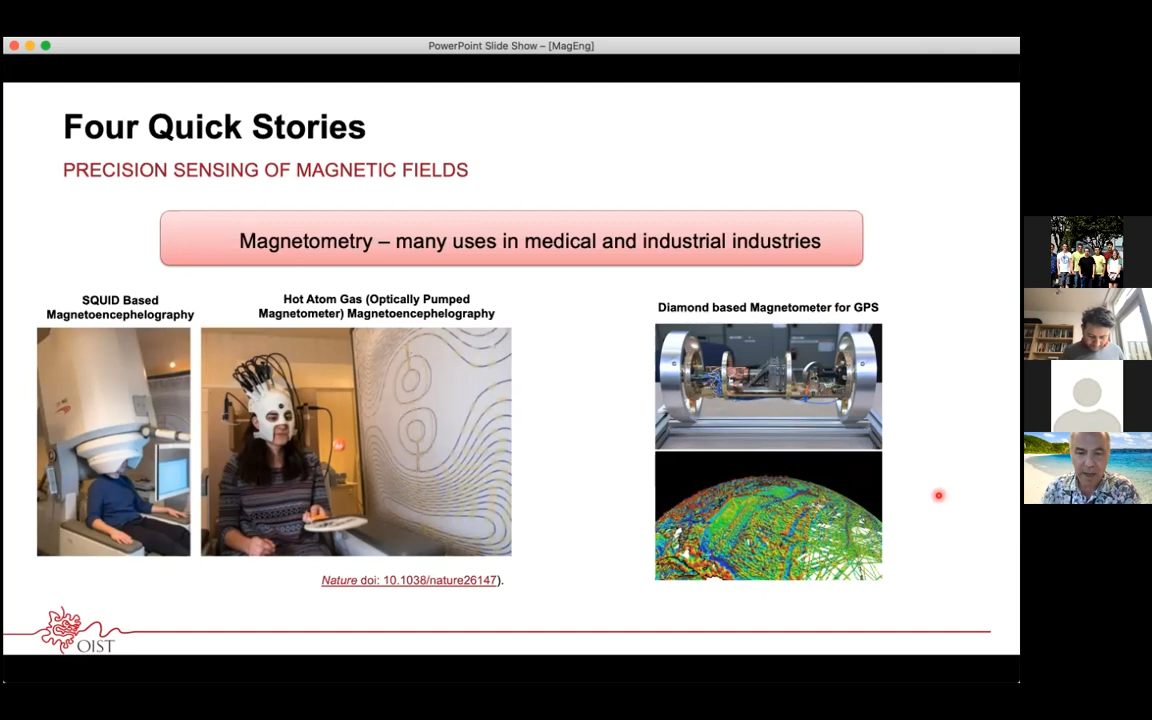 PowerPoint Slide Show – [MagEng]
Four Quick Stories
PRECISION SENSING OF MAGNETIC FIELDS
Magnetometry – many uses in medical and industrial industries
SQUID Based
Magnetoencephelography
Hot Atom Gas (Optically Pumped
Magnetometer) Magnetoencephelography
Diamond based Magnetometer for GPS
Nature doi: 10.1038/nature26147).
OIST